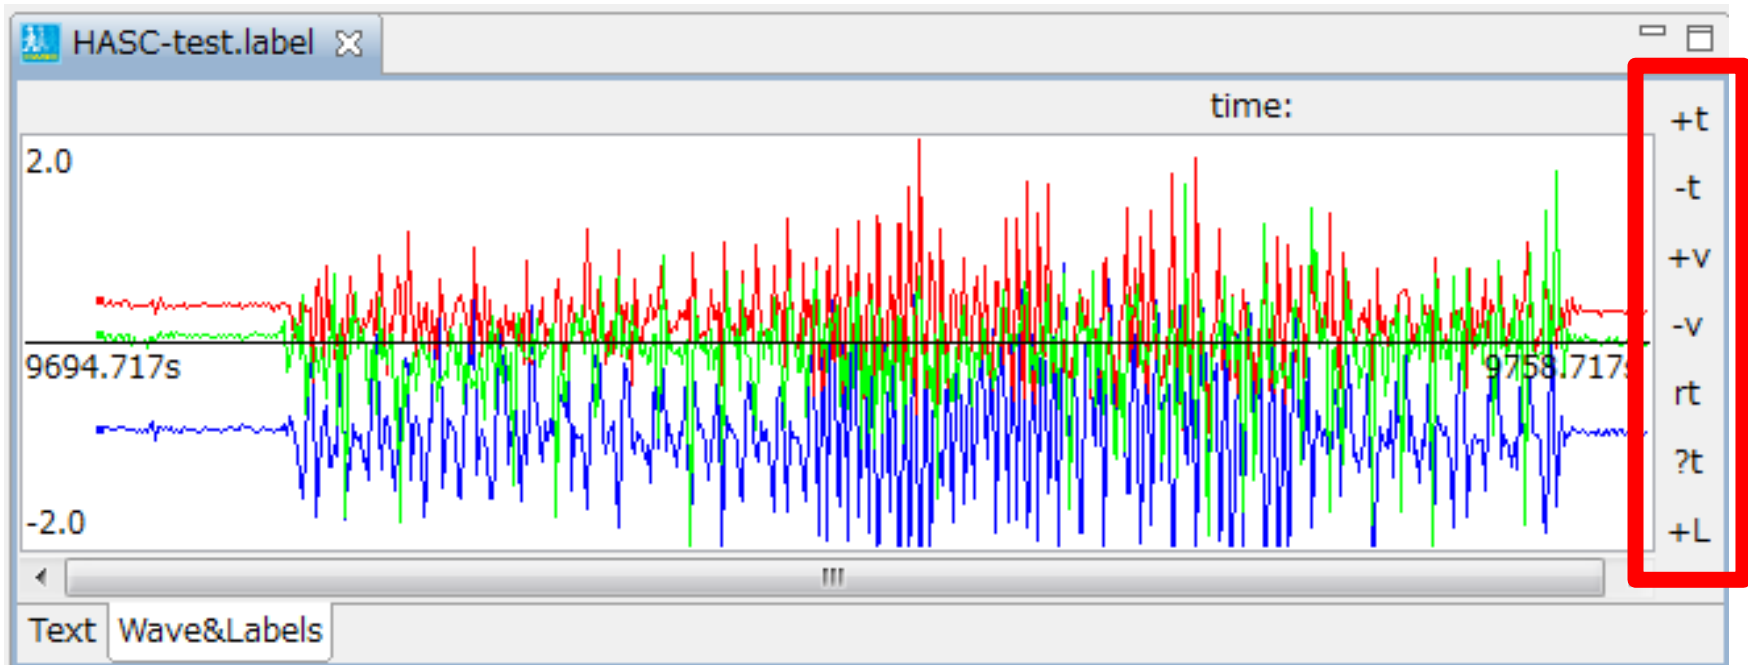 HASC-test.label
time:
+t
2.0
-t
+v
-v
9694.717s
9758.717s
rt
?t
-2.0
+L
Text
Wave&Labels